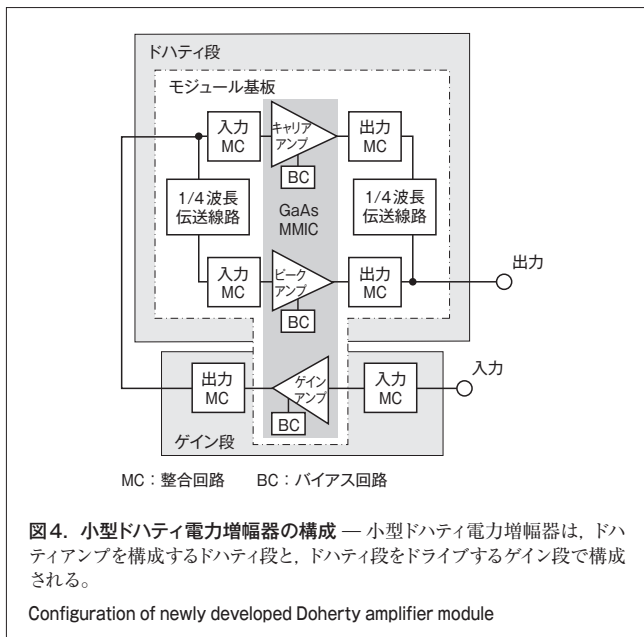 ドハティ段
モジュール基板
入力
MC
キャリア
アンプ
出力
MC
BC
1/4波長
伝送線路
GaAs
MMIC
1/4波長
伝送線路
入力
MC
ピーク
アンプ
出力
MC
出力
BC
出力
MC
ゲイン
アンプ
入力
MC
入力
BC
ゲイン段
MC:整合回路 BC:バイアス回路
図4.小型ドハティ電力増幅器の構成 — 小型ドハティ電力増幅器は,ドハ
ティアンプを構成するドハティ段と,ドハティ段をドライブするゲイン段で構成
される。
Configuration of newly developed Doherty amplifier module